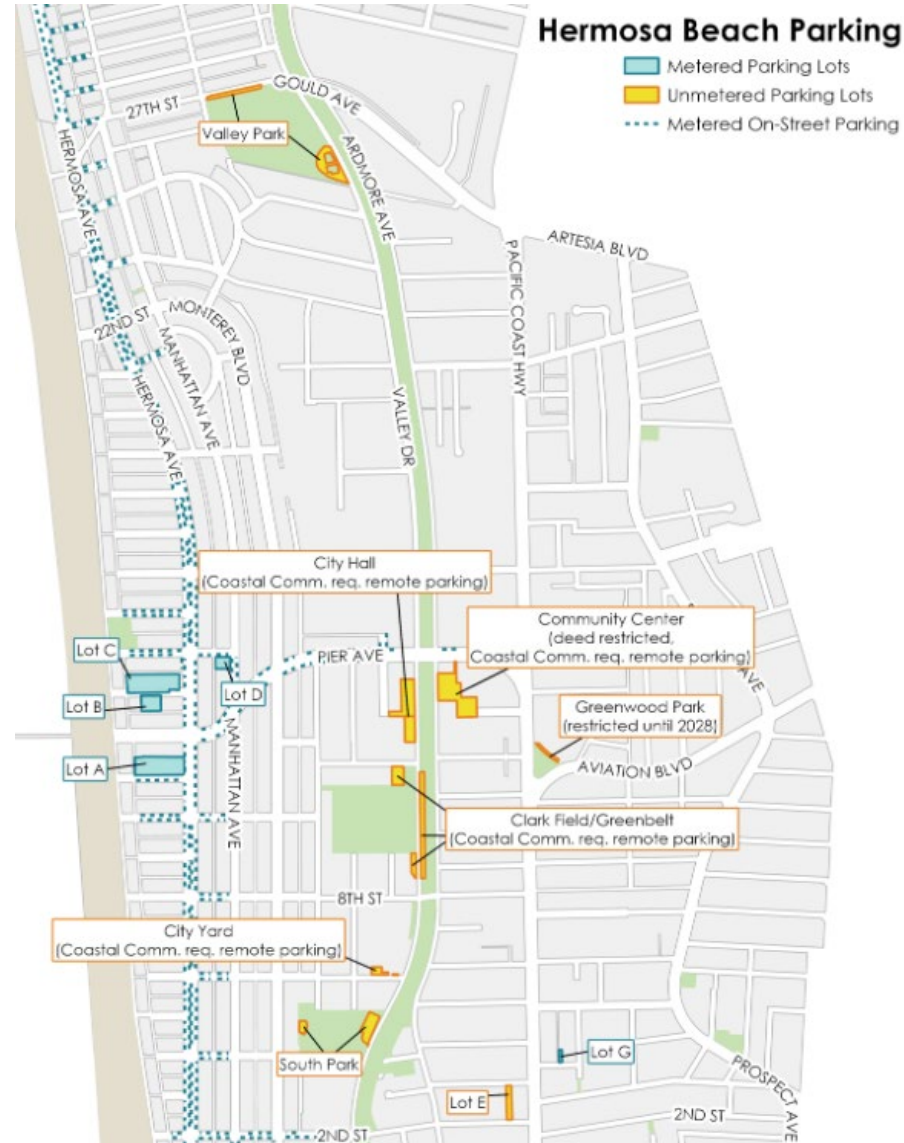 Hermosa Beach Parking
Metered Parking Lots
Unmetered Parking Lots
Metered On-Street Parking
27TH ST
GOULD AVE
Valley Park
HERMOSA AVE
ARDMORE AVE
ARTESIA BLVD
PACIFIC COAST HWY
22ND ST
MONTEREY BLVD
MANHATTAN AVE
HERMOSA AVE
VALLEY DR
City Hall
(Coastal Comm. req. remote parking)
Community Center
(deed restricted,
Coastal Comm. req. remote parking)
AVE
PIER AVE
Lot C
Lot D
Lot B
Greenwood Park
(restricted until 2028)
Lot A
MANHATTAN AVE
AVIATION BLVD
Clark Field/Greenbelt
(Coastal Comm. req. remote parking)
8TH ST
City Yard
(Coastal Comm. req. remote parking)
South Park
Lot G
PROSPECT AVE
Lot E
2ND ST
2ND ST